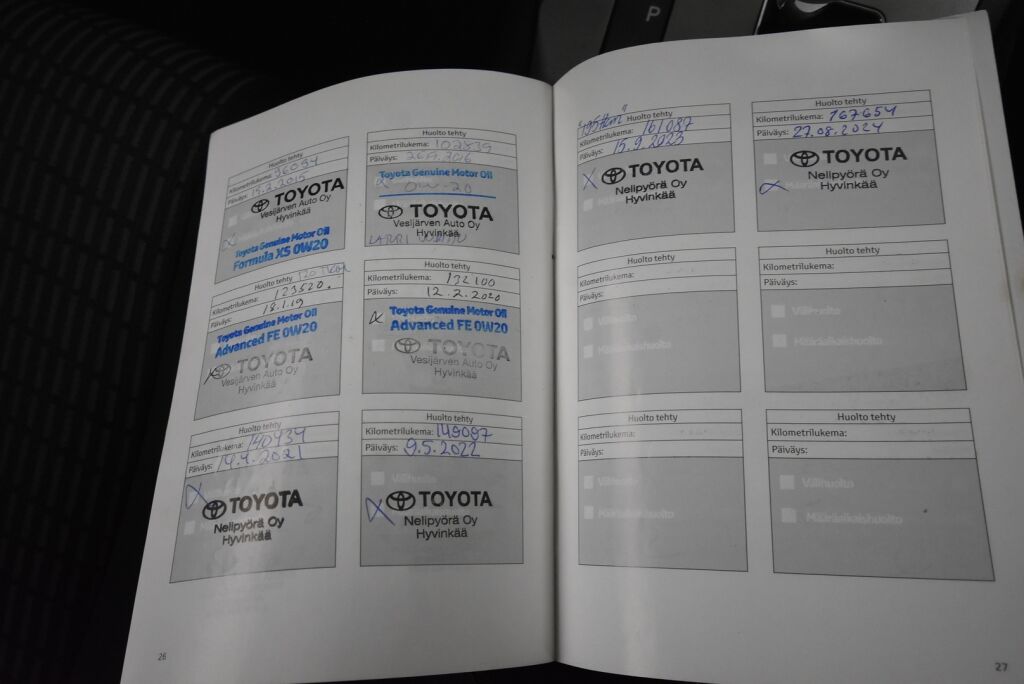 P
Huolto tehty
Kilometrilukema: 96094
Päiväys: 19.2.2015
TOYOTA
Vesijärven Auto Oy
Hyvinkää
Toyota Genuine Motor Oil
Formula XS 0W20
Huolto tehty
Kilometrilukema: 102839
Päiväys: 26.9.2016
Toyota Genuine Motor Oil
0W-20
TOYOTA
Vesijärven Auto Oy
Hyvinkää
Huolto tehty
Kilometrilukema: 123520.
Päiväys: 18.1.19
Toyota Genuine Motor Oil
Advanced FE 0W20
TOYOTA
Vesijärven Auto Oy
Hyvinkää
Huolto tehty
Kilometrilukema: 132100
Päiväys: 12.2.2020
Toyota Genuine Motor Oil
Advanced FE 0W20
TOYOTA
Vesijärven Auto Oy
Hyvinkää
Huolto tehty
Kilometrilukema: 140439
Päiväys: 14.4.2021
TOYOTA
Nelipyörä Oy
Hyvinkää
Huolto tehty
Kilometrilukema: 149097
Päiväys: 9.5.2022
Välihuolto
TOYOTA
Nelipyörä Oy
Hyvinkää
26
"195tkm"
Huolto tehty
Kilometrilukema: 161087
Päiväys: 15.9.2023
TOYOTA
Nelipyörä Oy
Hyvinkää
Huolto tehty
Kilometrilukema: 167654
Päiväys: 27.08.2024
TOYOTA
Nelipyörä Oy
Hyvinkää
Huolto tehty
Kilometrilukema:
Päiväys:
Välihuolto
Määräaikaishuolto
Huolto tehty
Kilometrilukema:
Päiväys:
Välihuolto
Määräaikaishuolto
Huolto tehty
Kilometrilukema:
Päiväys:
Välihuolto
Määräaikaishuolto
Huolto tehty
Kilometrilukema:
Päiväys:
Välihuolto
Määräaikaishuolto
27